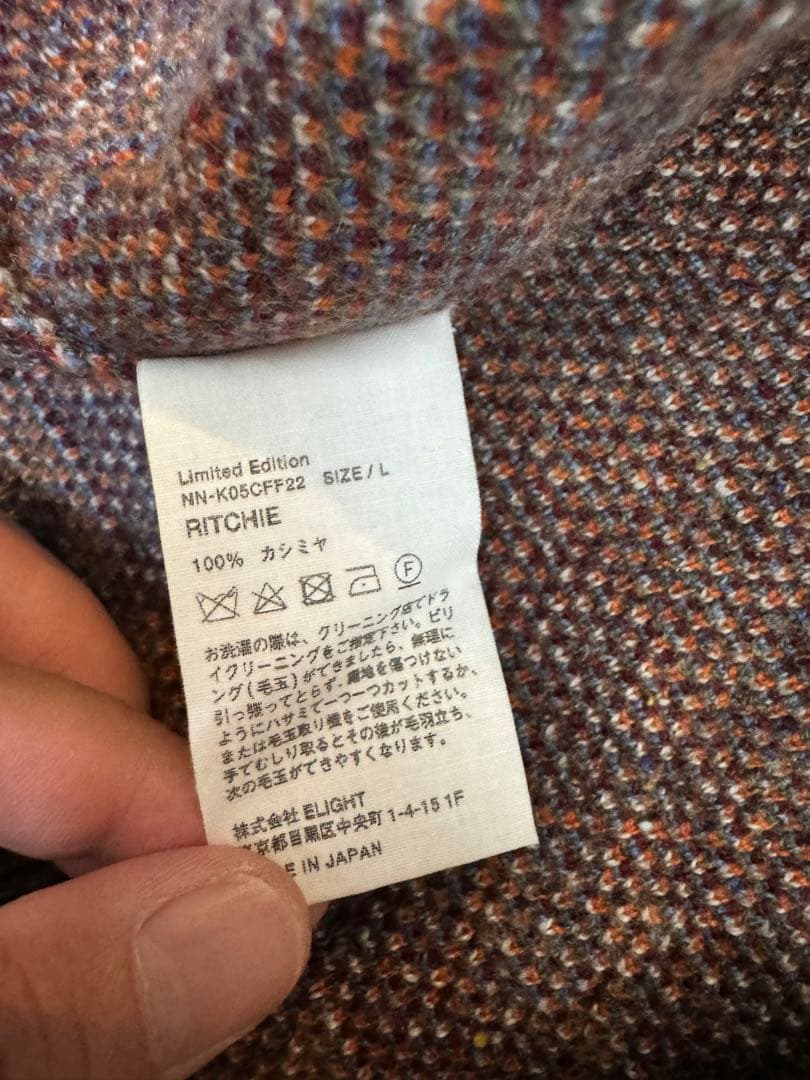 Limited Edition
NN-K05CFF22 SIZE/L
RITCHIE
100% カシミヤ
F
お洗濯の際は、クリーニング店でドラ
イクリーニングをご指定下さい。ピリ
ング(毛玉)ができましたら、無理に
引っ張ってとらず、編地を傷つけない
ようにハサミで一つ一つカットするか、
または毛玉取り機をご使用ください。
手でむしり取るとその後が毛羽立ち、
次の毛玉ができやすくなります。
株式会社 ELIGHT
京都目黒区中央町 1-4-15 1F
E IN JAPAN